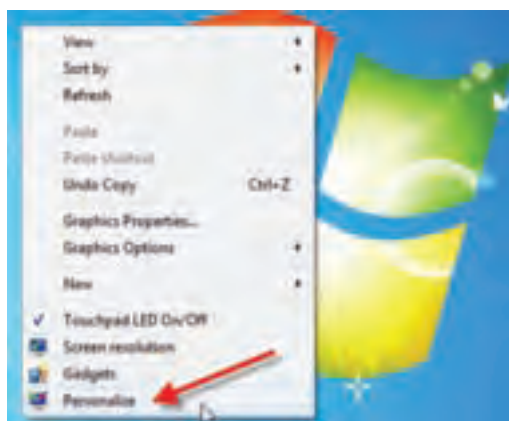 View
Sort by
Refresh
Paste
Paste shortcut
Undo Copy Ctrl+Z
Graphics Properties...
Graphics Options
New
Touchpad LED On/Off
Screen resolution
Gadgets
Personalize